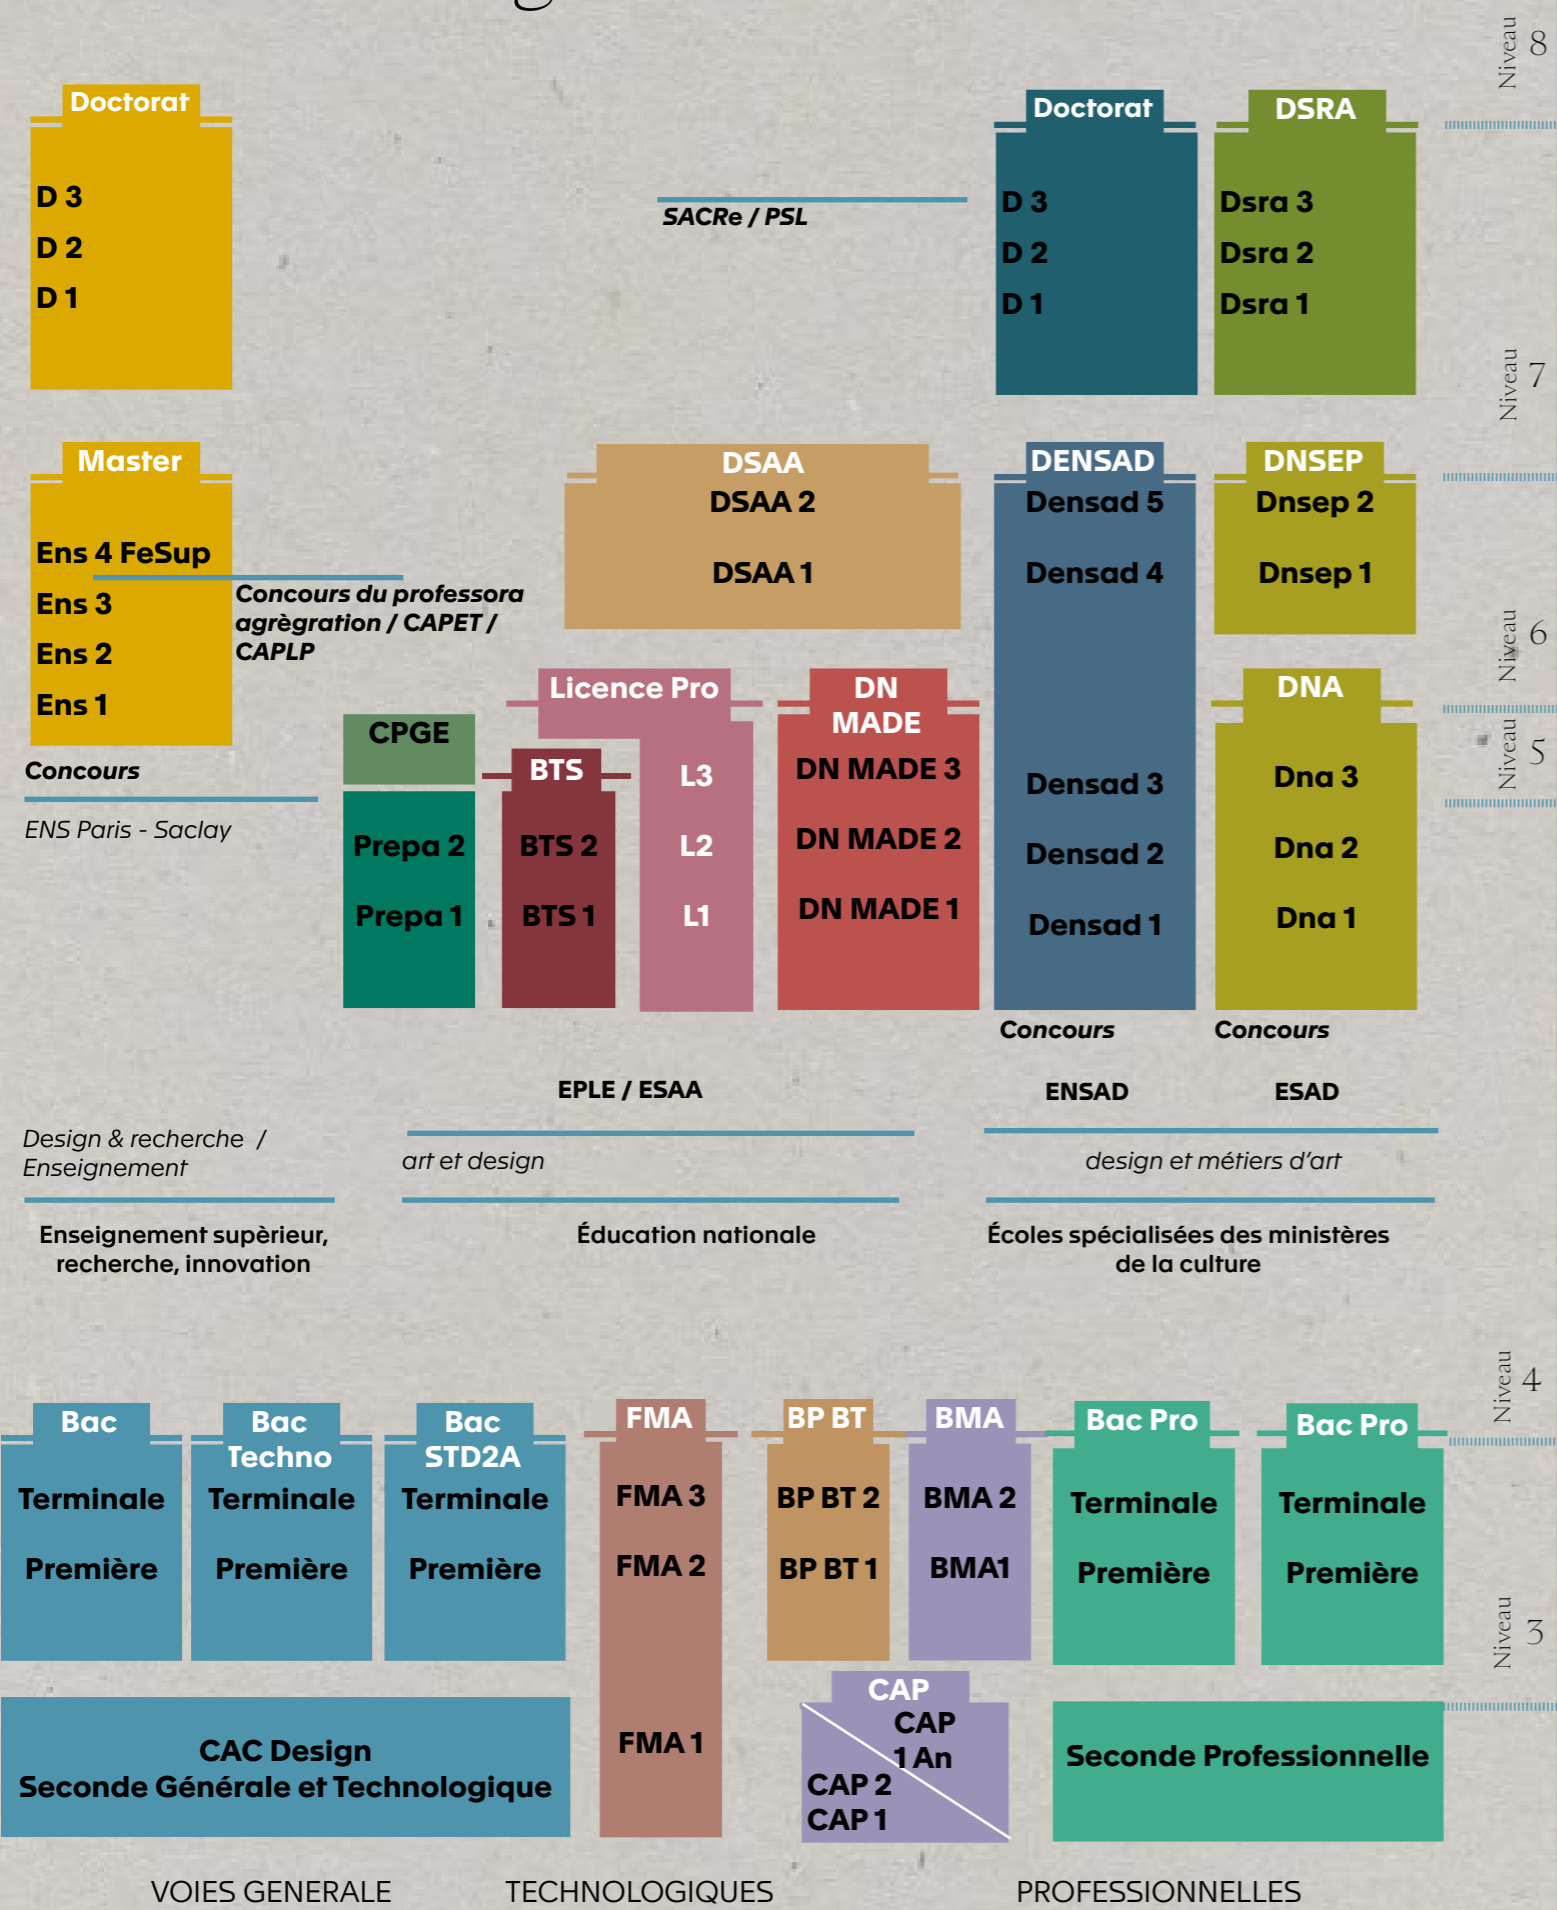 Niveau 8
Doctorat
Doctorat
DSRA
D 3
D 2
D 1
SACRe / PSL
D 3
D 2
D 1
Dsra 3
Dsra 2
Dsra 1
Niveau 7
Master
Ens 4 FeSup
Ens 3
Ens 2
Ens 1
Concours du professora
agrègration / CAPET /
CAPLP
DSAA
DSAA 2
DSAA 1
DENSAD
Densad 5
Densad 4
Densad 3
Densad 2
Densad 1
DNSEP
Dnsep 2
Dnsep 1
Niveau 6
Concours
ENS Paris - Saclay
CPGE
Prepa 2
Prepa 1
BTS
BTS 2
BTS 1
Licence Pro
L3
L2
L1
DN
MADE
DN MADE 3
DN MADE 2
DN MADE 1
DNA
Dna 3
Dna 2
Dna 1
Niveau 5
Concours
Concours
EPLE / ESAA
ENSAD
ESAD
Design & recherche /
Enseignement
art et design
design et métiers d'art
Enseignement supèrieur,
recherche, innovation
Éducation nationale
Écoles spécialisées des ministères
de la culture
Niveau 4
Bac
Terminale
Première
Bac
Techno
Terminale
Première
Bac
STD2A
Terminale
Première
FMA
FMA 3
FMA 2
FMA 1
BP BT
BP BT 2
BP BT 1
BMA
BMA 2
BMA1
Bac Pro
Terminale
Première
Bac Pro
Terminale
Première
Niveau 3
CAC Design
Seconde Générale et Technologique
CAP
CAP
1 An
CAP 2
CAP 1
Seconde Professionnelle
VOIES GENERALE
TECHNOLOGIQUES
PROFESSIONNELLES